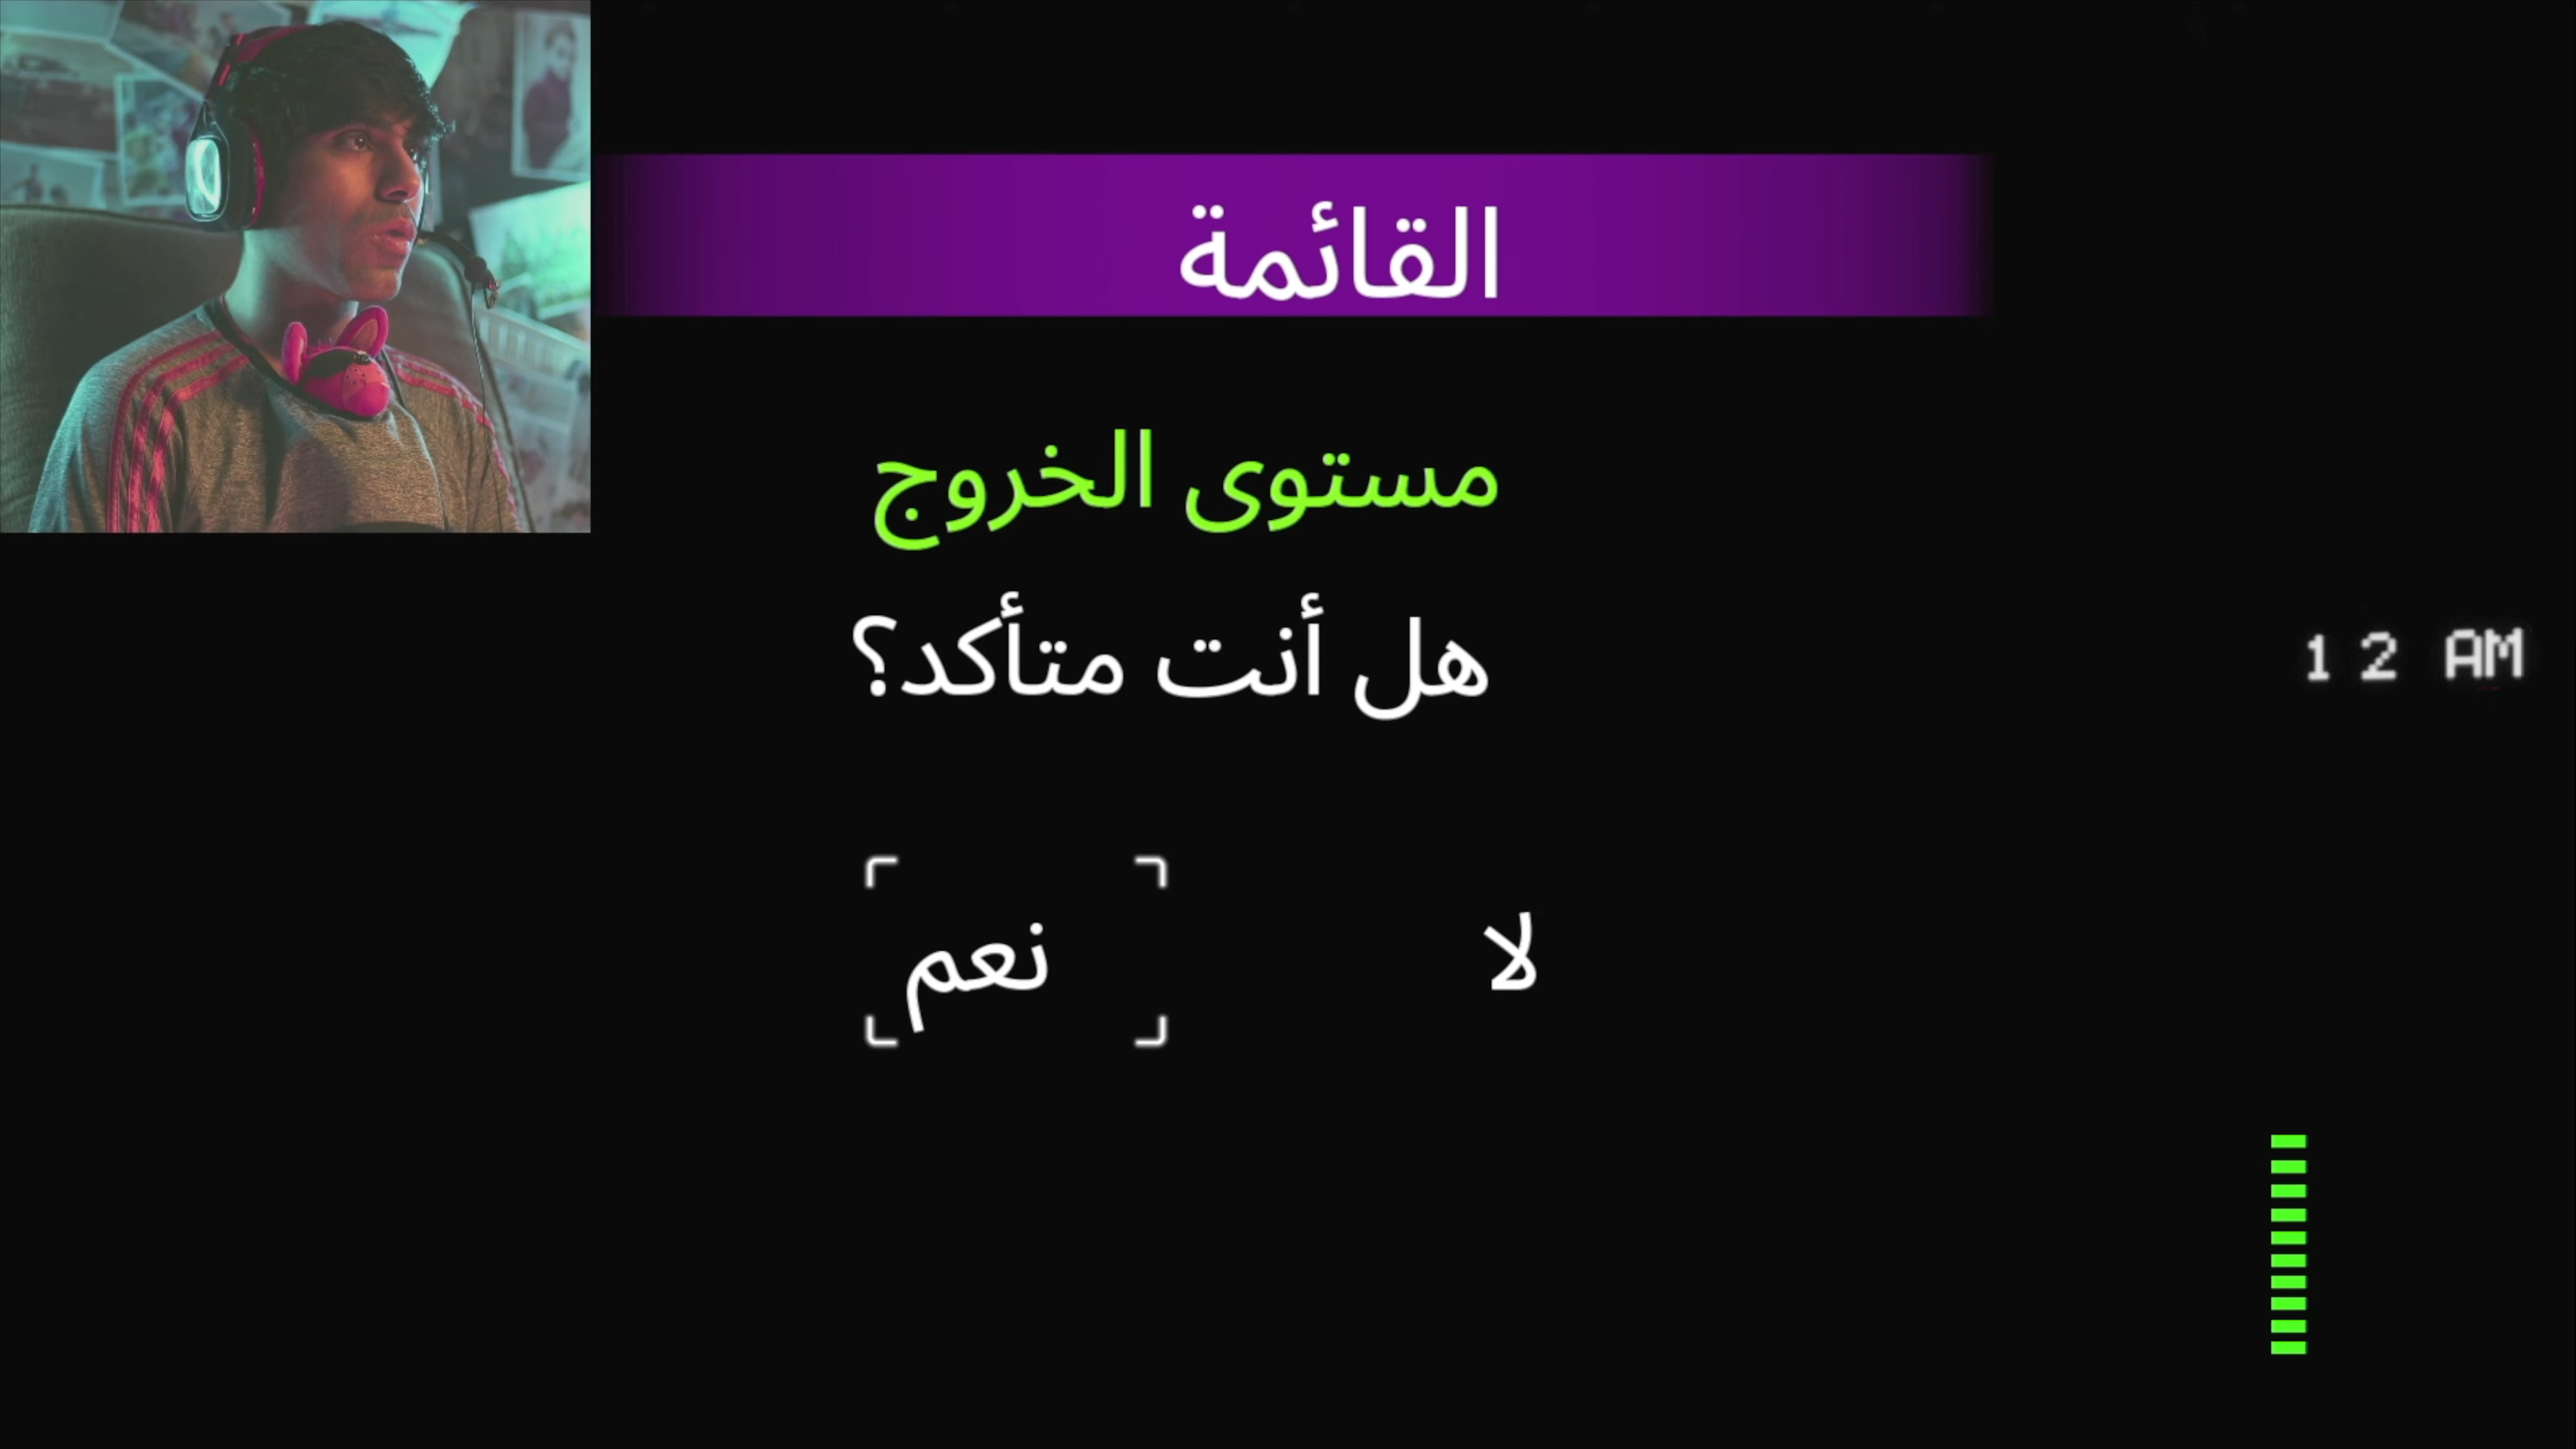 القائمة
مستوى الخروج
هل أنت متأكد؟
لا نعم
12 AM